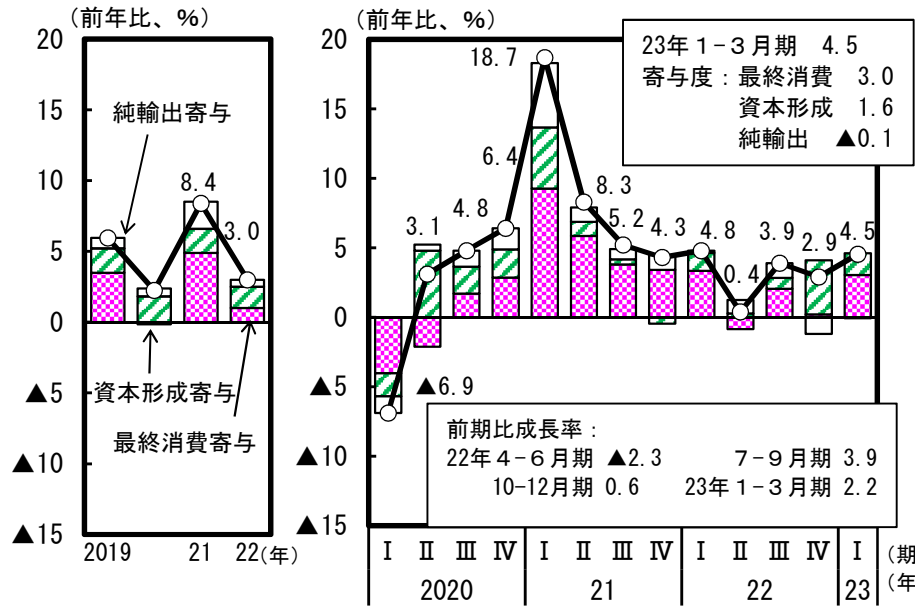 (前年比、%)
20
15
10
5
0
▲5
▲10
▲15
純輸出寄与
8.4
3.0
資本形成寄与
最終消費寄与
2019 21 22(年)
(前年比、%)
20
15
10
5
0
▲5
▲10
▲15
18.7
6.4
8.3
3.1
4.8
5.2
4.3
4.8
0.4
3.9
2.9
4.5
▲6.9
23年1-3月期 4.5
寄与度:最終消費 3.0
資本形成 1.6
純輸出 ▲0.1
前期比成長率:
22年4-6月期 ▲2.3 7-9月期 3.9
10-12月期 0.6 23年1-3月期 2.2
Ⅰ Ⅱ Ⅲ Ⅳ Ⅰ Ⅱ Ⅲ Ⅳ Ⅰ Ⅱ Ⅲ Ⅳ Ⅰ (期
2020 21 22 23 (年